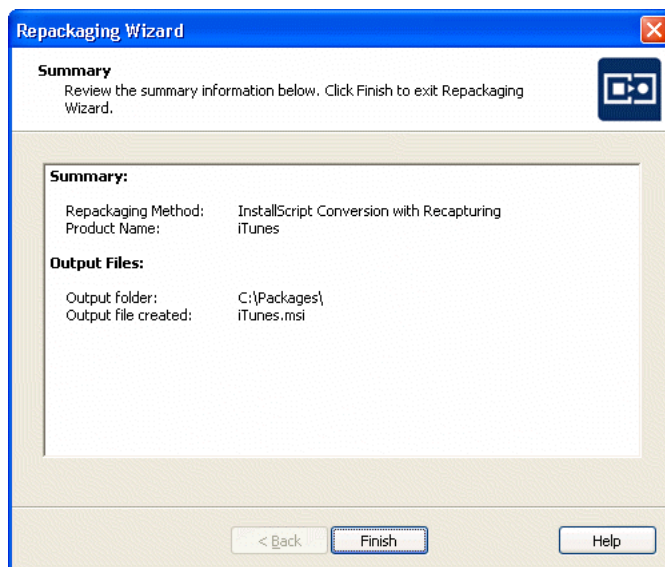 Repackaging Wizard
Summary
Review the summary information below. Click Finish to exit Repackaging
Wizard.
Summary:
Repackaging Method: InstallScript Conversion with Recapturing
Product Name: iTunes
Output Files:
Output folder: C:\Packages\
Output file created: iTunes.msi
< Back Finish Help